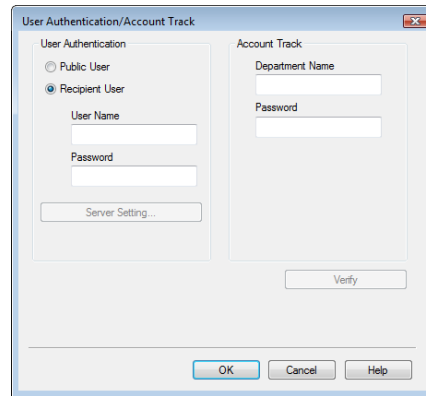 User Authentication/Account Track
User Authentication
Public User
Recipient User
User Name
Password
Server Setting...
Account Track
Department Name
Password
Verify
OK
Cancel
Help